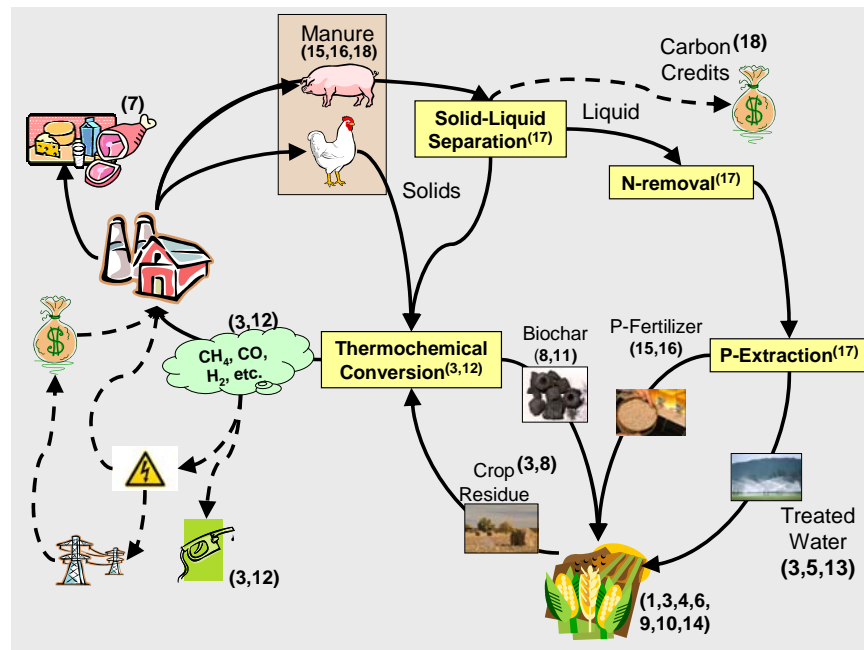 Manure
(15,16,18)
Carbon (18)
Credits
$
(7)
Solid-Liquid
Separation(17)
Liquid
N-removal(17)
Solids
$
(3,12)
CH4, CO,
H2, etc.
Thermochemical
Conversion(3,12)
Biochar
(8,11)
P-Fertilizer
(15,16)
P-Extraction(17)
Crop (3,8)
Residue
Treated
Water
(3,5,13)
(3,12)
(1,3,4,6,
9,10,14)